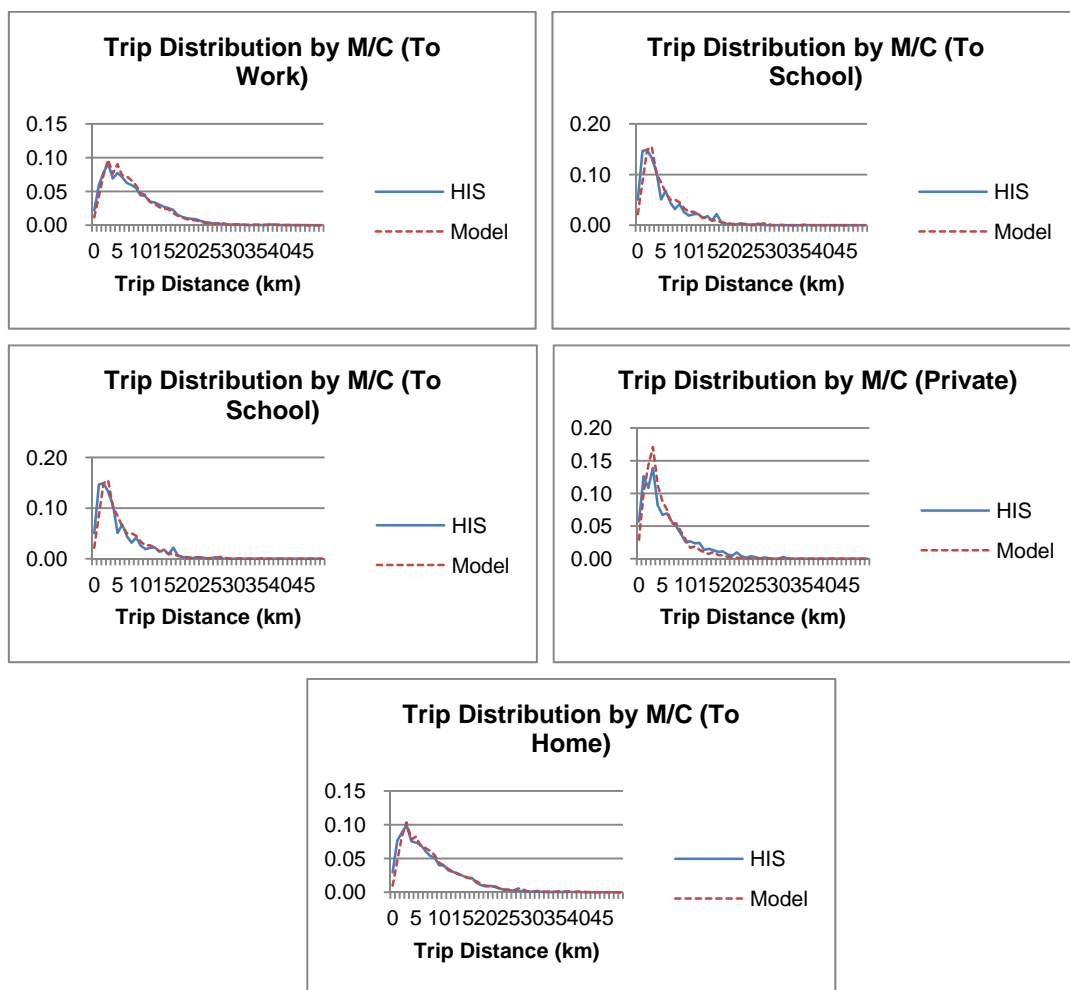 Trip Distribution by M/C (To
Work)
0.15
0.10
0.05
0.00
0 5 1015202530354045
HIS
Model
Trip Distance (km)
Trip Distribution by M/C (To
School)
0.20
0.10
0.00
0 5 1015202530354045
HIS
Model
Trip Distance (km)
Trip Distribution by M/C (To
School)
0.20
0.10
0.00
0 5 1015202530354045
HIS
Model
Trip Distance (km)
Trip Distribution by M/C (Private)
0.20
0.15
0.10
0.05
0.00
0 5 1015202530354045
HIS
Model
Trip Distance (km)
Trip Distribution by M/C (To
Home)
0.15
0.10
0.05
0.00
0 5 1015202530354045
HIS
Model
Trip Distance (km)